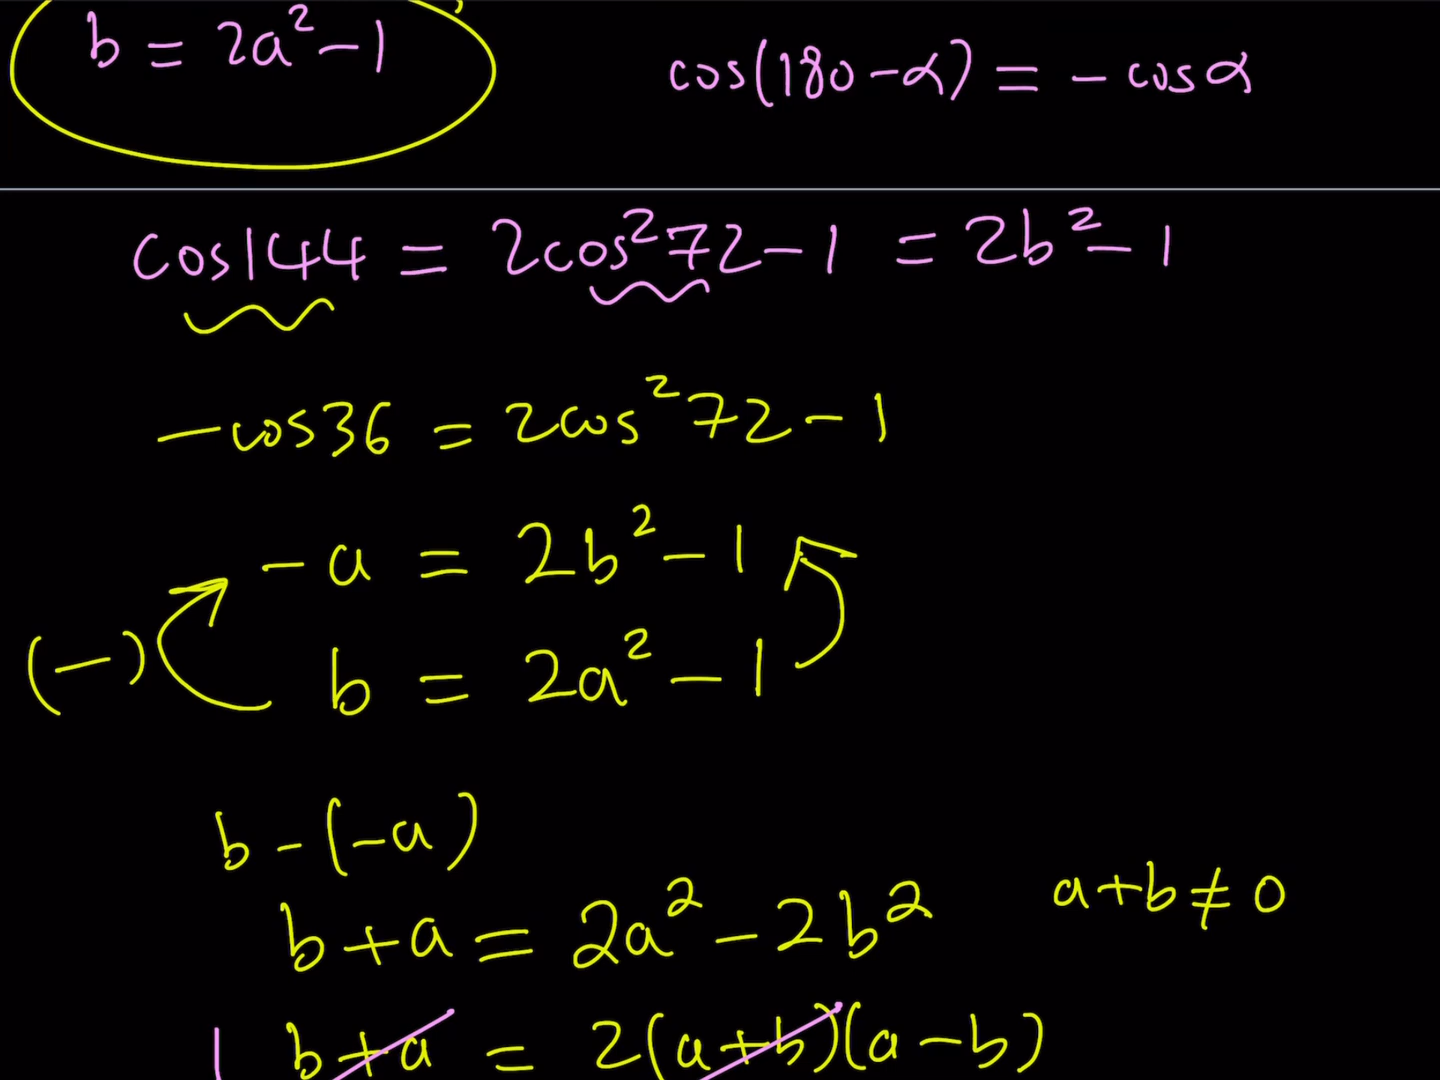 b = 2a² - 1
cos(180 - α) = - cos α
cos144 = 2cos²72 - 1 = 2b² - 1
- cos36 = 2cos²72 - 1
- a = 2b² - 1
(-)
b = 2a² - 1
b - (-a)
b + a = 2a² - 2b²
a + b ≠ 0
1 b + a = 2(a + b)(a - b)